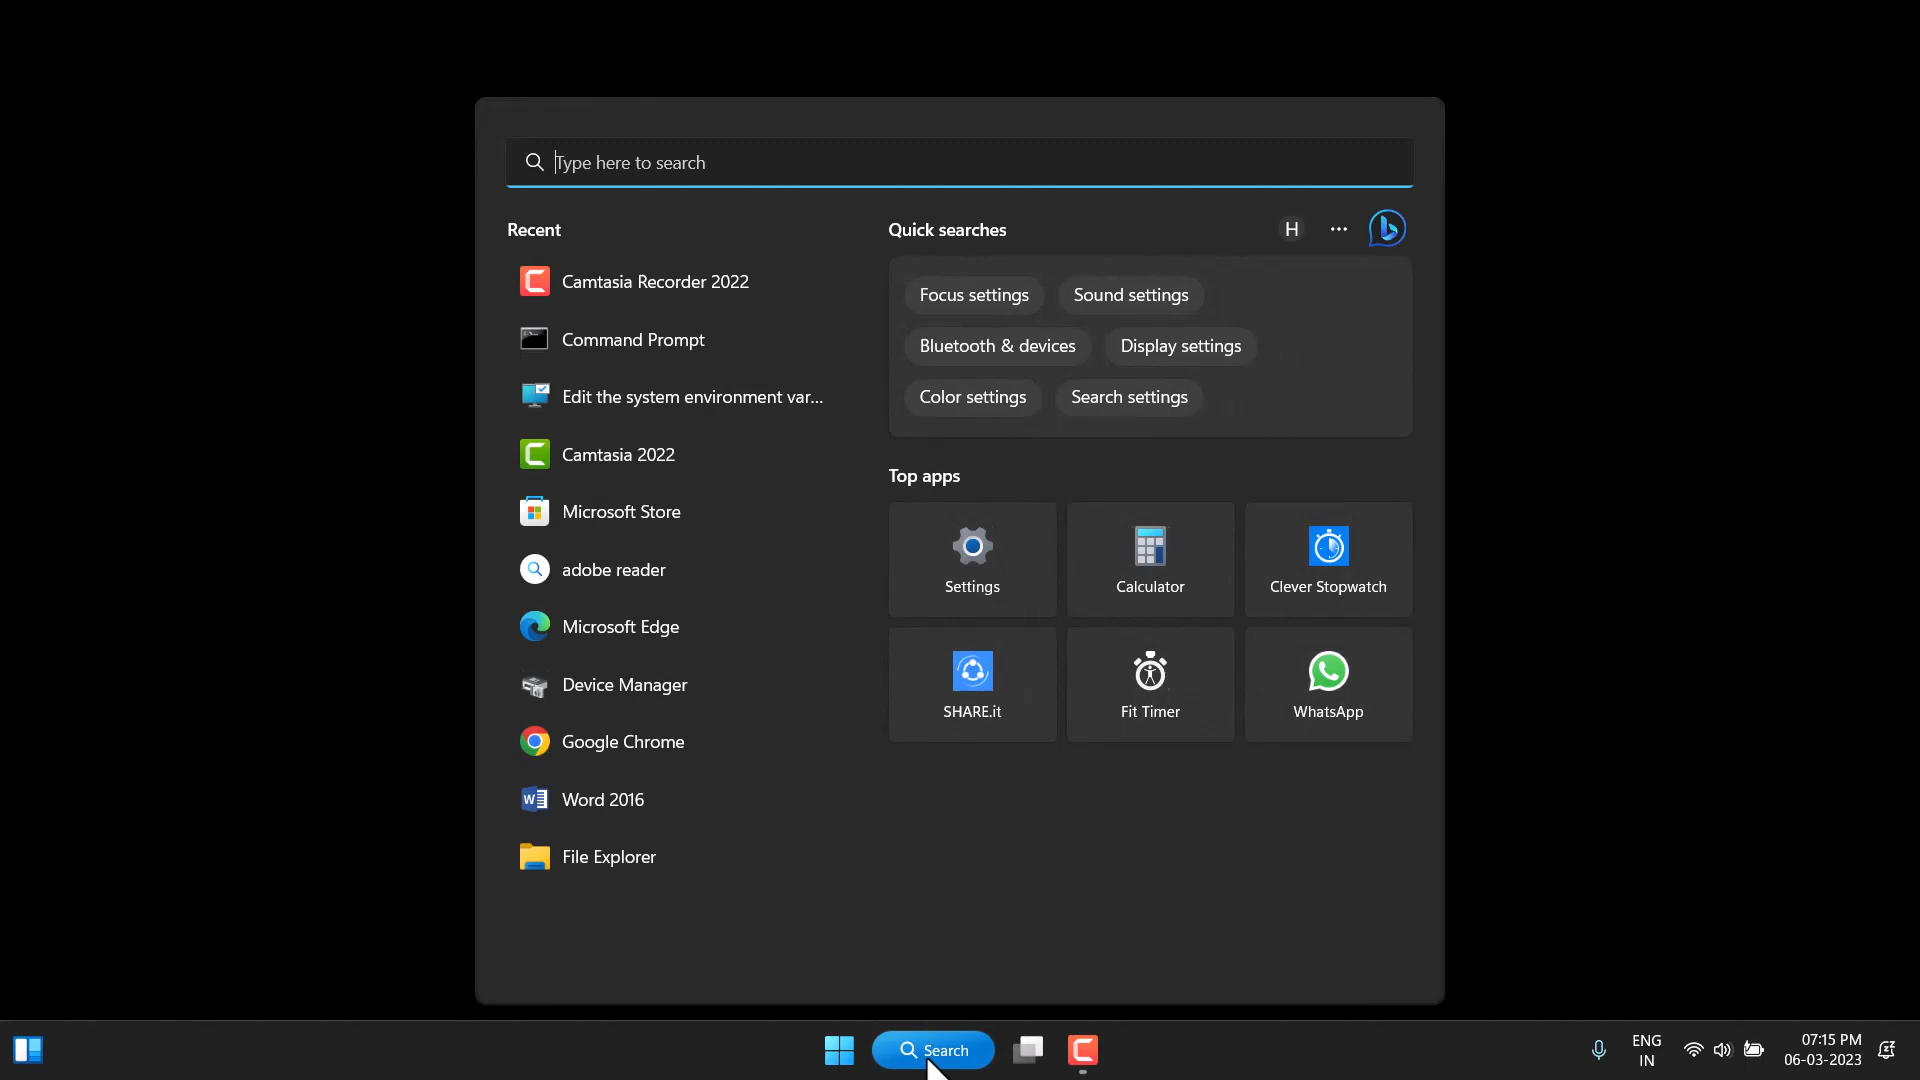 Type here to search
Recent
Quick searches
H
Camtasia Recorder 2022
Command Prompt
Edit the system environment var...
Camtasia 2022
Microsoft Store
adobe reader
Microsoft Edge
Device Manager
Google Chrome
Word 2016
File Explorer
Focus settings
Sound settings
Bluetooth & devices
Display settings
Color settings
Search settings
Top apps
Settings
Calculator
Clever Stopwatch
SHARE.it
Fit Timer
WhatsApp
Search
ENG
IN
07:15 PM
06-03-2023